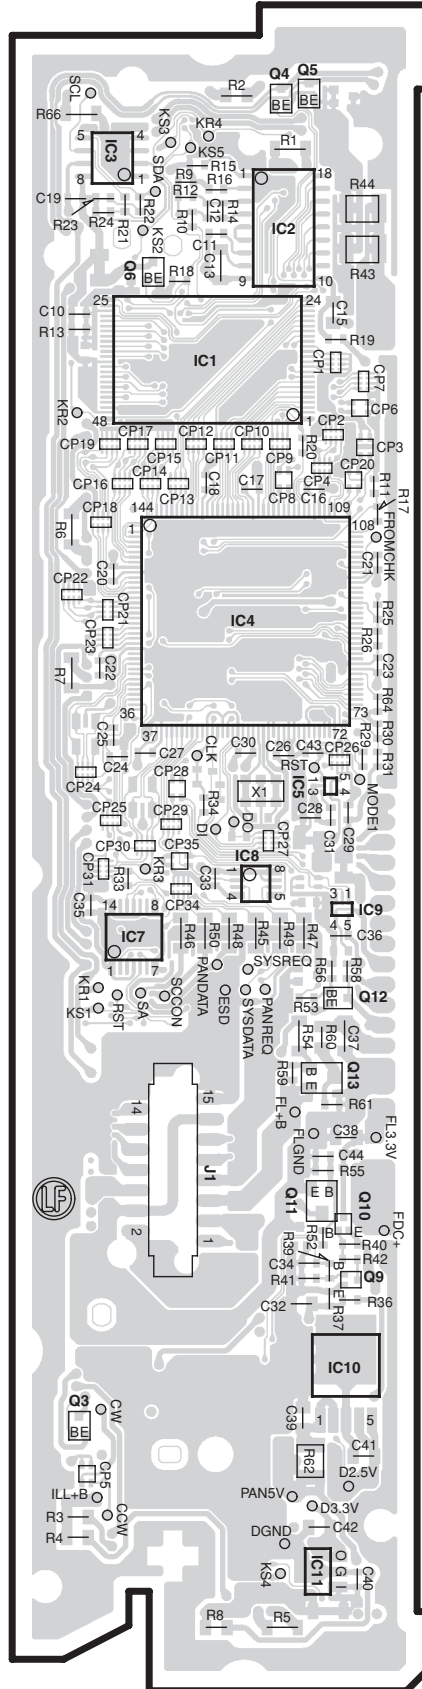 Q4 Q5
SCL
R2
BE BE
R66
KS3
KR4
5 4
IC3
KS5
R1
8 1
R15
SDA
R9
R16
1 18
C19
R12
R44
R23
R24
R21
R22
R10
C12
R14
IC2
KS2
C11
Q6
BE
R18
C13
R43
9 10
25 24
C10
C15
R13
R19
IC1
CP1
CP7
KR2
CP6
48 1
CP17 CP12 CP10 CP2
CP19 CP15 CP11 CP9
R20
CP3
CP14
CP20
CP16 CP13
C18
C17
CP8
CP4
C16
R11
R17
CP18
144 109
1 108
FROMCHK
R6
C21
C20
CP22
CP21
IC4
R25
CP23
R26
R7
C22
C23
R64
36 73
37 72
C25
R30
C27
CLK
C30
C26
C43
CP26
R29
R31
C24
RST
CP24
CP28
X1
IC5
1 5
3 4
MODE1
R34
CP25
CP29
DI
C28
C31
C29
CP30
CP35
CP27
KR3
IC8
1 8
4 5
CP31
R33
C33
CP34
C35
3 1
IC9
4 5
14 8
C36
IC7
R46
R50
R48
R45
R49
R47
1 7
PANDATA
SYSREQ
R56
R58
KR1
KS1
RST
SA
SCCON
ESD
SYSDATA
PANREQ
R53
BE
Q12
R54
R60
C37
R59
B
E
Q13
15
14
FL+B
R61
FLGND
C38
FL3.3V
J1
C44
R55
LF
Q11
E B
Q10
2
1
R52
B E
FDC+
R39
R40
C34
R42
R41
B
E
Q9
C32
R37
R36
IC10
Q3
CW
BE
C39
1 5
C41
CP5
R62
D2.5V
ILL+B
PAN5V
R3
CCW
D3.3V
R4
DGND
C42
KS4
IC11
O
G
I
C40
R8
R5